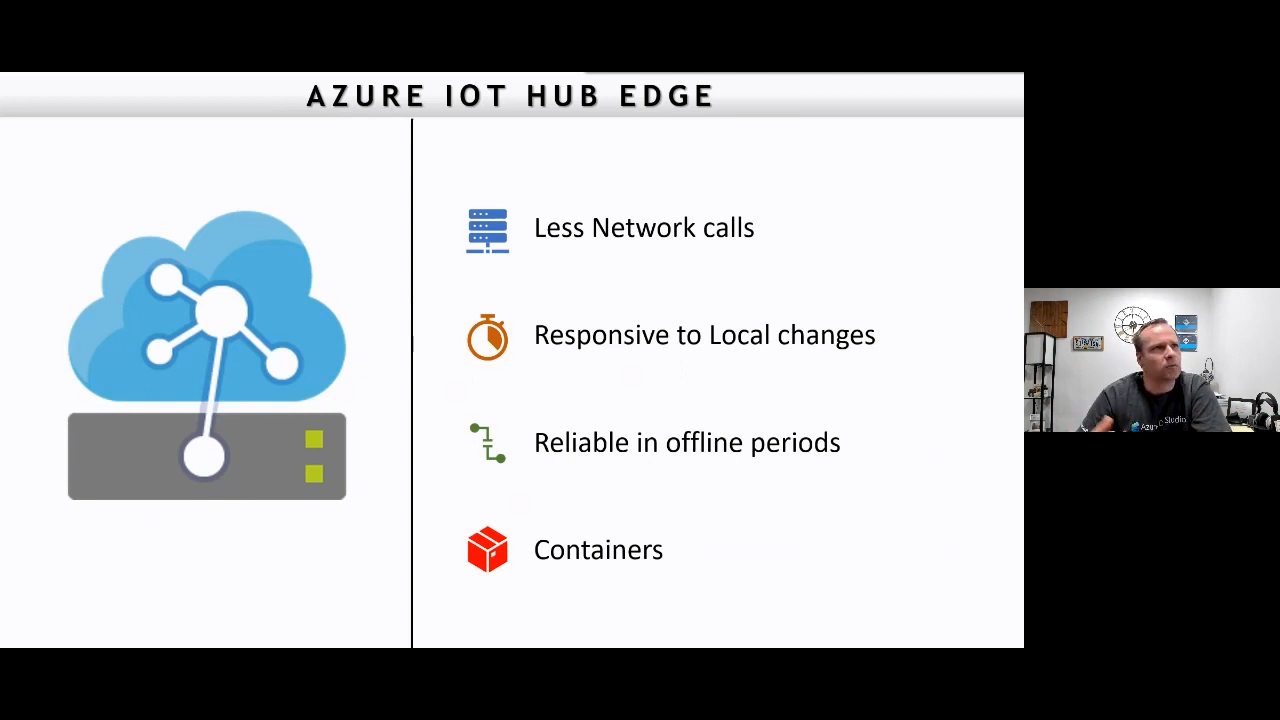 AZURE IOT HUB EDGE
Less Network calls
Responsive to Local changes
Reliable in offline periods
Containers